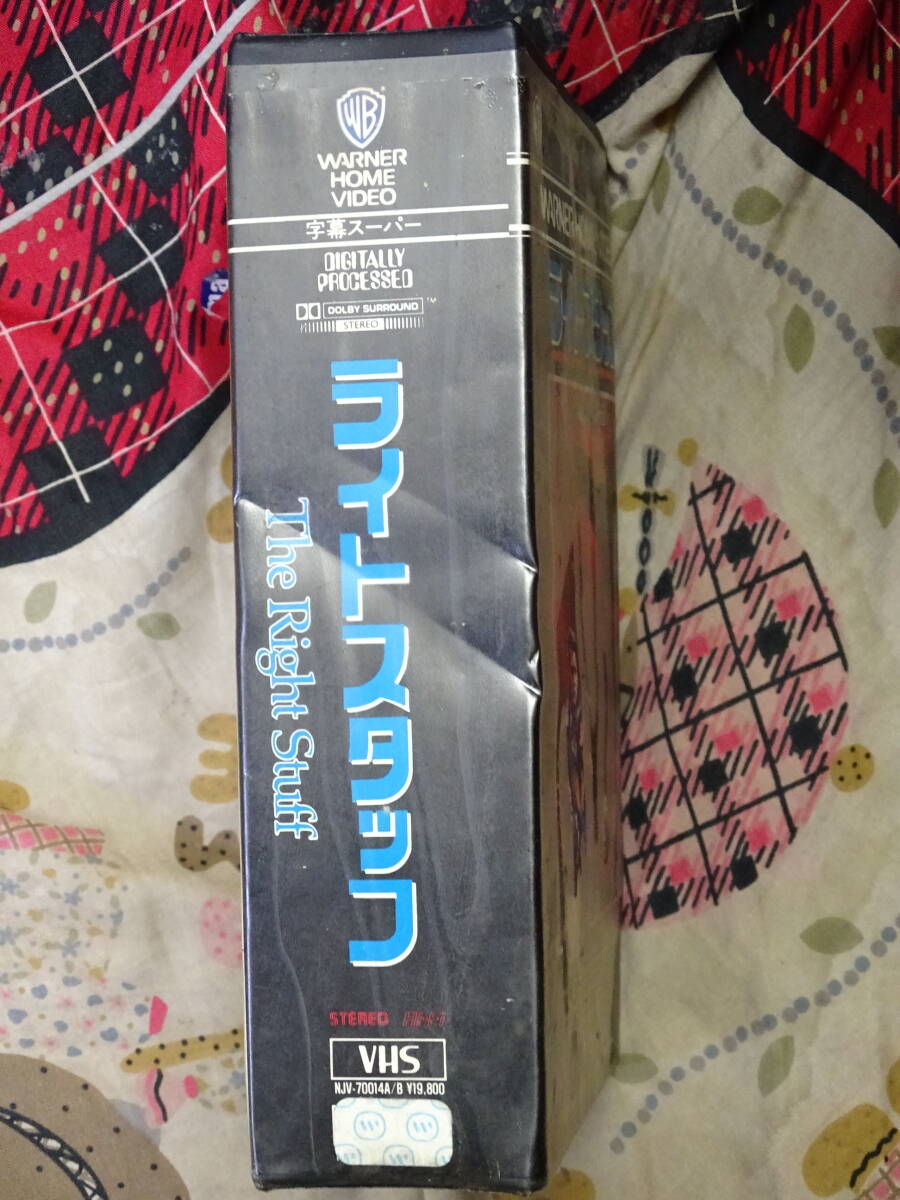 WB
WARNER
HOME
VIDEO
字幕スーパー
DIGITALLY
PROCESSED
DOLBY SURROUND
TM
STEREO
ライトスタッフ
The Right Stuff
STEREO
VHS
NJV-70014A/B ¥19,800